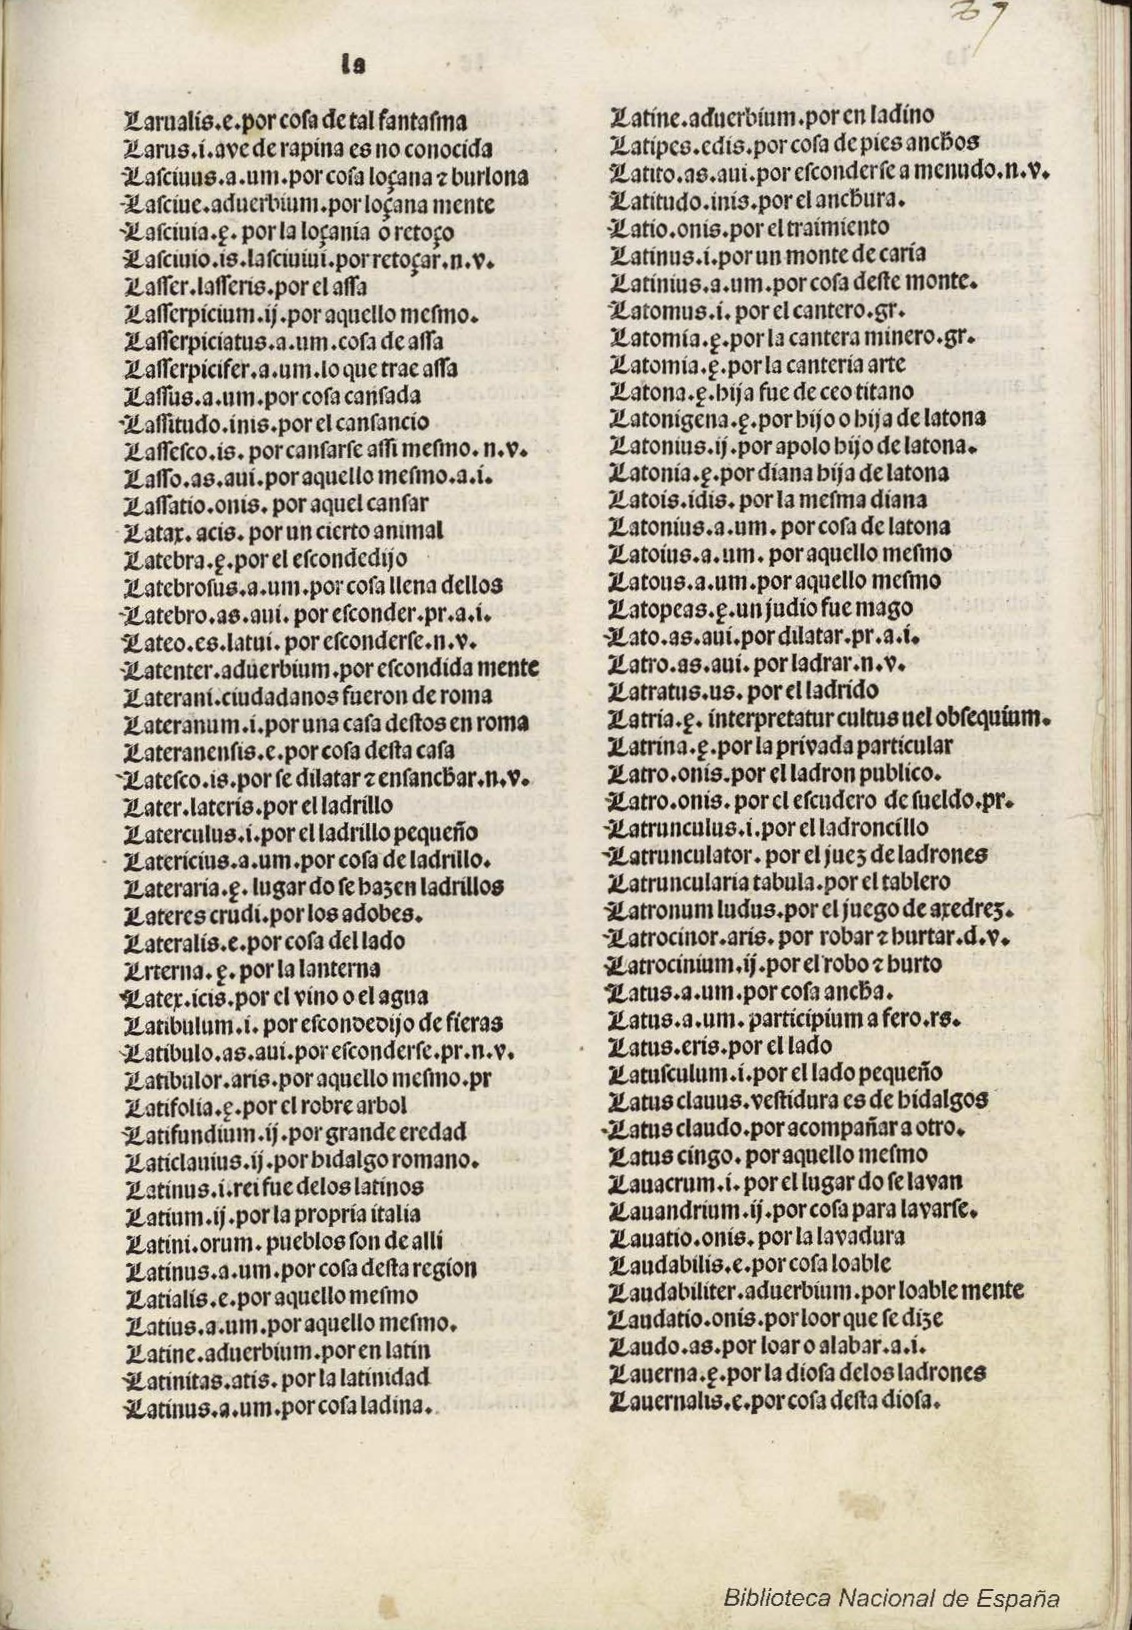 37
la
Larualis.e.por cosa de tal fantasma
Larus.i.ave de rapina es no conocida
Lasciuus.a.um.por cosa loçana ⁊ burlona
Lasciue.aduerbium.por loçana mente
Lasciuia.ę. por la loçania o retoço
Lasciuio.is.lasciuiui.por retoçar.n.v.
Lasser.lasseris.por el assa
Lasserpicium.ij.por aquello mesmo.
Lasserpiciatus.a.um.cosa de assa
Lasserpicifer.a.um.lo que trae assa
Lassus.a.um.por cosa cansada
Lassitudo.inis.por el cansancio
Lassesco.is. por cansarse assi mesmo. n.v.
Lasso.as.aui.por aquello mesmo.a.i.
Lassatio.onis. por aquel cansar
Latax. acis. por un cierto animal
Latebra.ę.por el escondedijo
Latebrosus.a.um.por cosa llena dellos
Latebro.as.aui. por esconder.pr.a.i.
Lateo.es.latui. por esconderse.n.v.
Latenter.aduerbium.por escondida mente
Laterani.ciudadanos fueron de roma
Lateranum.i.por una casa destos en roma
Lateranensis.e.por cosa desta casa
Latesco.is.por se dilatar ⁊ ensanchar.n.v.
Later.lateris.por el ladrillo
Laterculus.i.por el ladrillo pequeño
Latericius.a.um.por cosa de ladrillo.
Lateraria.ę. lugar do se hazen ladrillos
Lateres crudi.por los adobes.
Lateralis.e.por cosa del lado
Lrterna. ę. por la lanterna
Latex.icis.por el vino o el agua
Latibulum.i. por escondedijo de fieras
Latibulo.as.aui.por esconderse.pr.n.v.
Latibulor.aris.por aquello mesmo.pr
Latifolia.ę.por el robre arbol
Latifundium.ij.por grande eredad
Laticlauius.ij.por hidalgo romano.
Latinus.i.rei fue delos latinos
Latium.ij.por la propria italia
Latini.orum. pueblos son de alli
Latinus.a.um.por cosa desta region
Latialis.e.por aquello mesmo
Latius.a.um.por aquello mesmo.
Latine.aduerbium.por en latin
Latinitas.atis.por la latinidad
Latinus.a.um.por cosa ladina.
Latine.aduerbium.por en ladino
Latipes.edis.por cosa de pies anchos
Latito.as.aui.por esconderse a menudo.n.v.
Latitudo.inis.por el anchura.
Latio.onis.por el traimiento
Latinus.i.por un monte de caria
Latinius.a.um.por cosa deste monte.
Latomus.i. por el cantero.gr.
Latomia.ę.por la cantera minero.gr.
Latomia.ę.por la canteria arte
Latona.ę.hija fue de ceo titano
Latonigena.ę.por hijo o hija de latona
Latonius.ij.por apolo hijo de latona.
Latonia.ę.por diana hija de latona
Latois.idis. por la mesma diana
Latonius.a.um. por cosa de latona
Latoius.a.um. por aquello mesmo
Latous.a.um.por aquello mesmo
Latopeas.ę.un judio fue mago
Lato.as.aui.por dilatar.pr.a.i.
Latro.as.aui. por ladrar.n.v.
Latratus.us. por el ladrido
Latria.ę. interpretatur cultus uel obsequium.
Latrina.ę.por la privada particular
Latro.onis.por el ladron publico.
Latro.onis. por el escudero de sueldo.pr.
Latrunculus.i.por el ladroncillo
Latrunculator. por el juez de ladrones
Latruncularia tabula.por el tablero
Latronum ludus.por el juego de axedrez.
Latrocinor.aris. por robar ⁊ hurtar.d.v.
Latrocinium.ij.por el robo ⁊ hurto
Latus.a.um.por cosa ancha.
Latus.a.um. participium a fero.rs.
Latus.eris.por el lado
Latusculum.i.por el lado pequeño
Latus clauus.vestidura es de hidalgos
Latus claudo.por acompañar a otro.
Latus cingo. por aquello mesmo
Lauacrum.i. por el lugar do se lavan
Lauandrium.ij.por cosa para lavarse.
Lauatio.onis. por la lavadura
Laudabilis.e.por cosa loable
Laudabiliter.aduerbium.por loable mente
Laudatio.onis.por loor que se dize
Laudo.as.por loar o alabar.a.i.
Lauerna.ę.por la diosa delos ladrones
Lauernalis.e.por cosa desta diosa.
Biblioteca Nacional de España